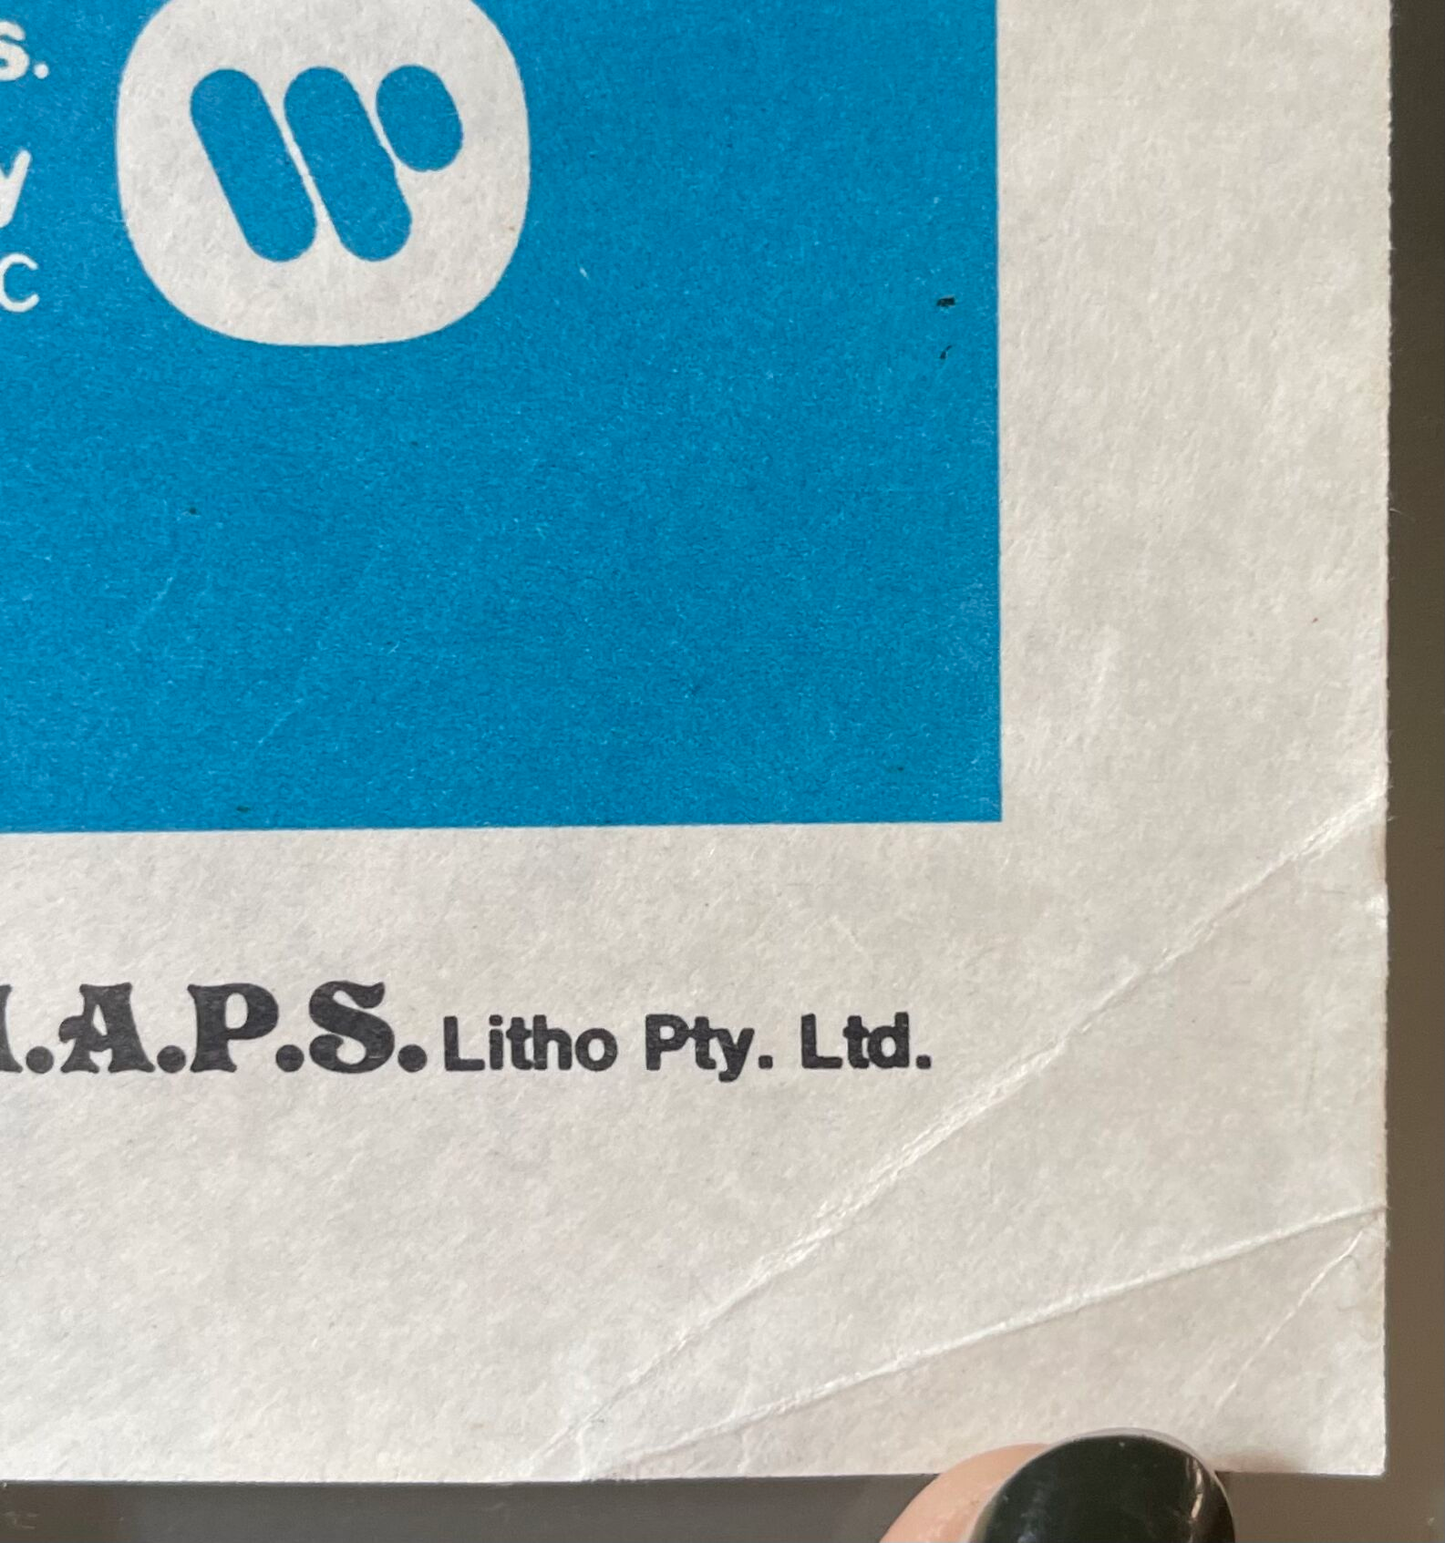 s.
y
C
.A.P.S. Litho Pty. Ltd.